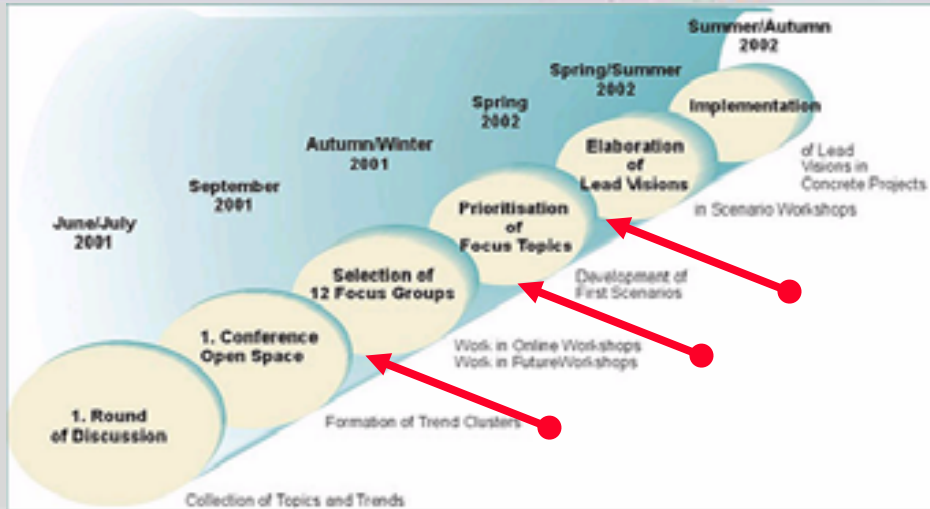 Summer/Autumn
2002
Spring/Summer
2002
Spring
2002
Autumn/Winter
2001
September
2001
June/July
2001
Implementation
Elaboration
of
Lead Visions
Prioritisation
of
Focus Topics
Selection of
12 Focus Groups
1. Conference
Open Space
1. Round
of Discussion
of Lead
Visions in
Concrete Projects
in Scenario Workshops
Development of
First Scenarios
Work in Online Workshops
Work in FutureWorkshops
Formation of Trend Clusters
Collection of Topics and Trends